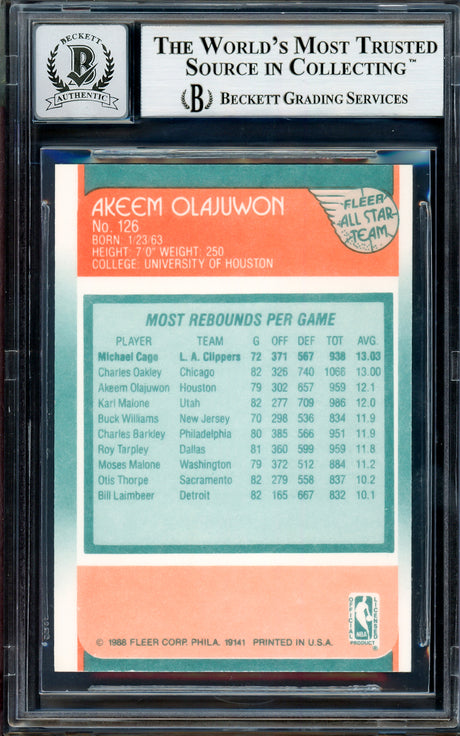 BECKETT
B
AUTHENTIC
THE WORLD'S MOST TRUSTED
SOURCE IN COLLECTING™
B BECKETT GRADING SERVICES
AKEEM OLAJUWON
No. 126
BORN: 1/23/63
HEIGHT: 7'0" WEIGHT: 250
COLLEGE: UNIVERSITY OF HOUSTON
FLEER
ALL STAR
TEAM
MOST REBOUNDS PER GAME
PLAYER TEAM G OFF DEF TOT AVG.
Michael Cage L. A. Clippers 72 371 567 938 13.03
Charles Oakley Chicago 82 326 740 1066 13.00
Akeem Olajuwon Houston 79 302 657 959 12.1
Karl Malone Utah 82 277 709 986 12.0
Buck Williams New Jersey 70 298 536 834 11.9
Charles Barkley Philadelphia 80 385 566 951 11.9
Roy Tarpley Dallas 81 360 599 959 11.8
Moses Malone Washington 79 372 512 884 11.2
Otis Thorpe Sacramento 82 279 558 837 10.2
Bill Laimbeer Detroit 82 165 667 832 10.1
© 1988 FLEER CORP. PHILA. 19141 PRINTED IN U.S.A.
OFFICIAL
LICENSED
NBA
PRODUCT ®